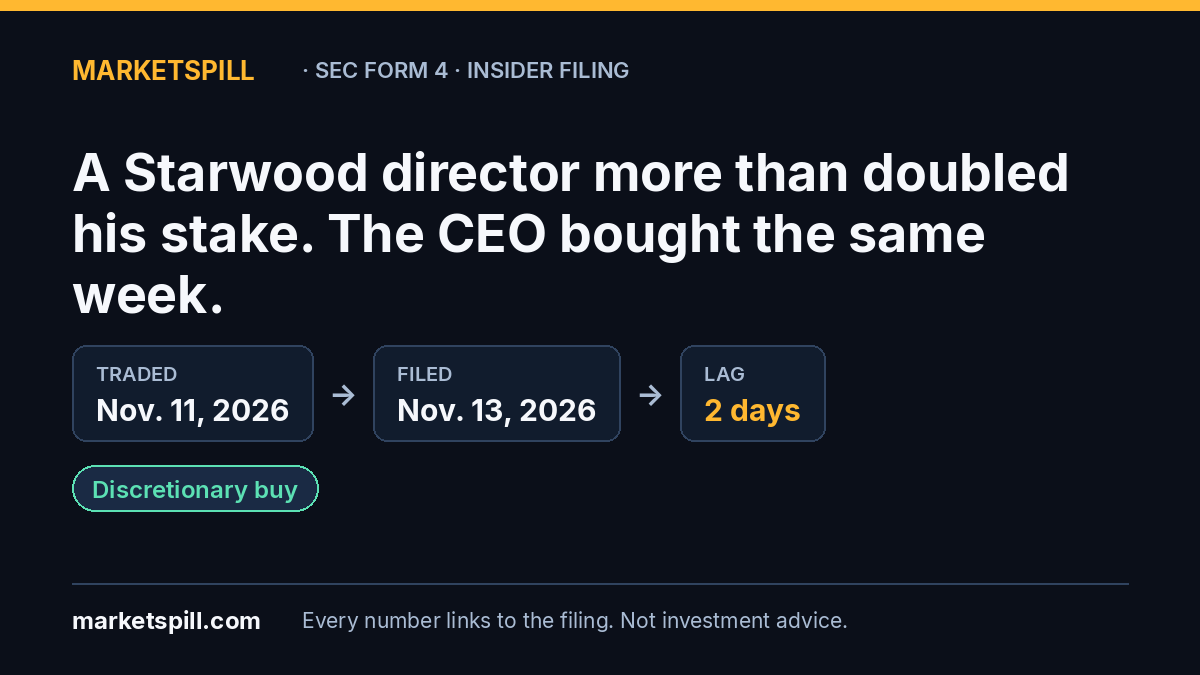 MARKETSPILL · SEC FORM 4 · INSIDER FILING
A Starwood director more than doubled
his stake. The CEO bought the same
week.
TRADED → FILED → LAG
Nov. 11, 2026 Nov. 13, 2026 2 days
Discretionary buy
marketspill.com Every number links to the filing. Not investment advice.